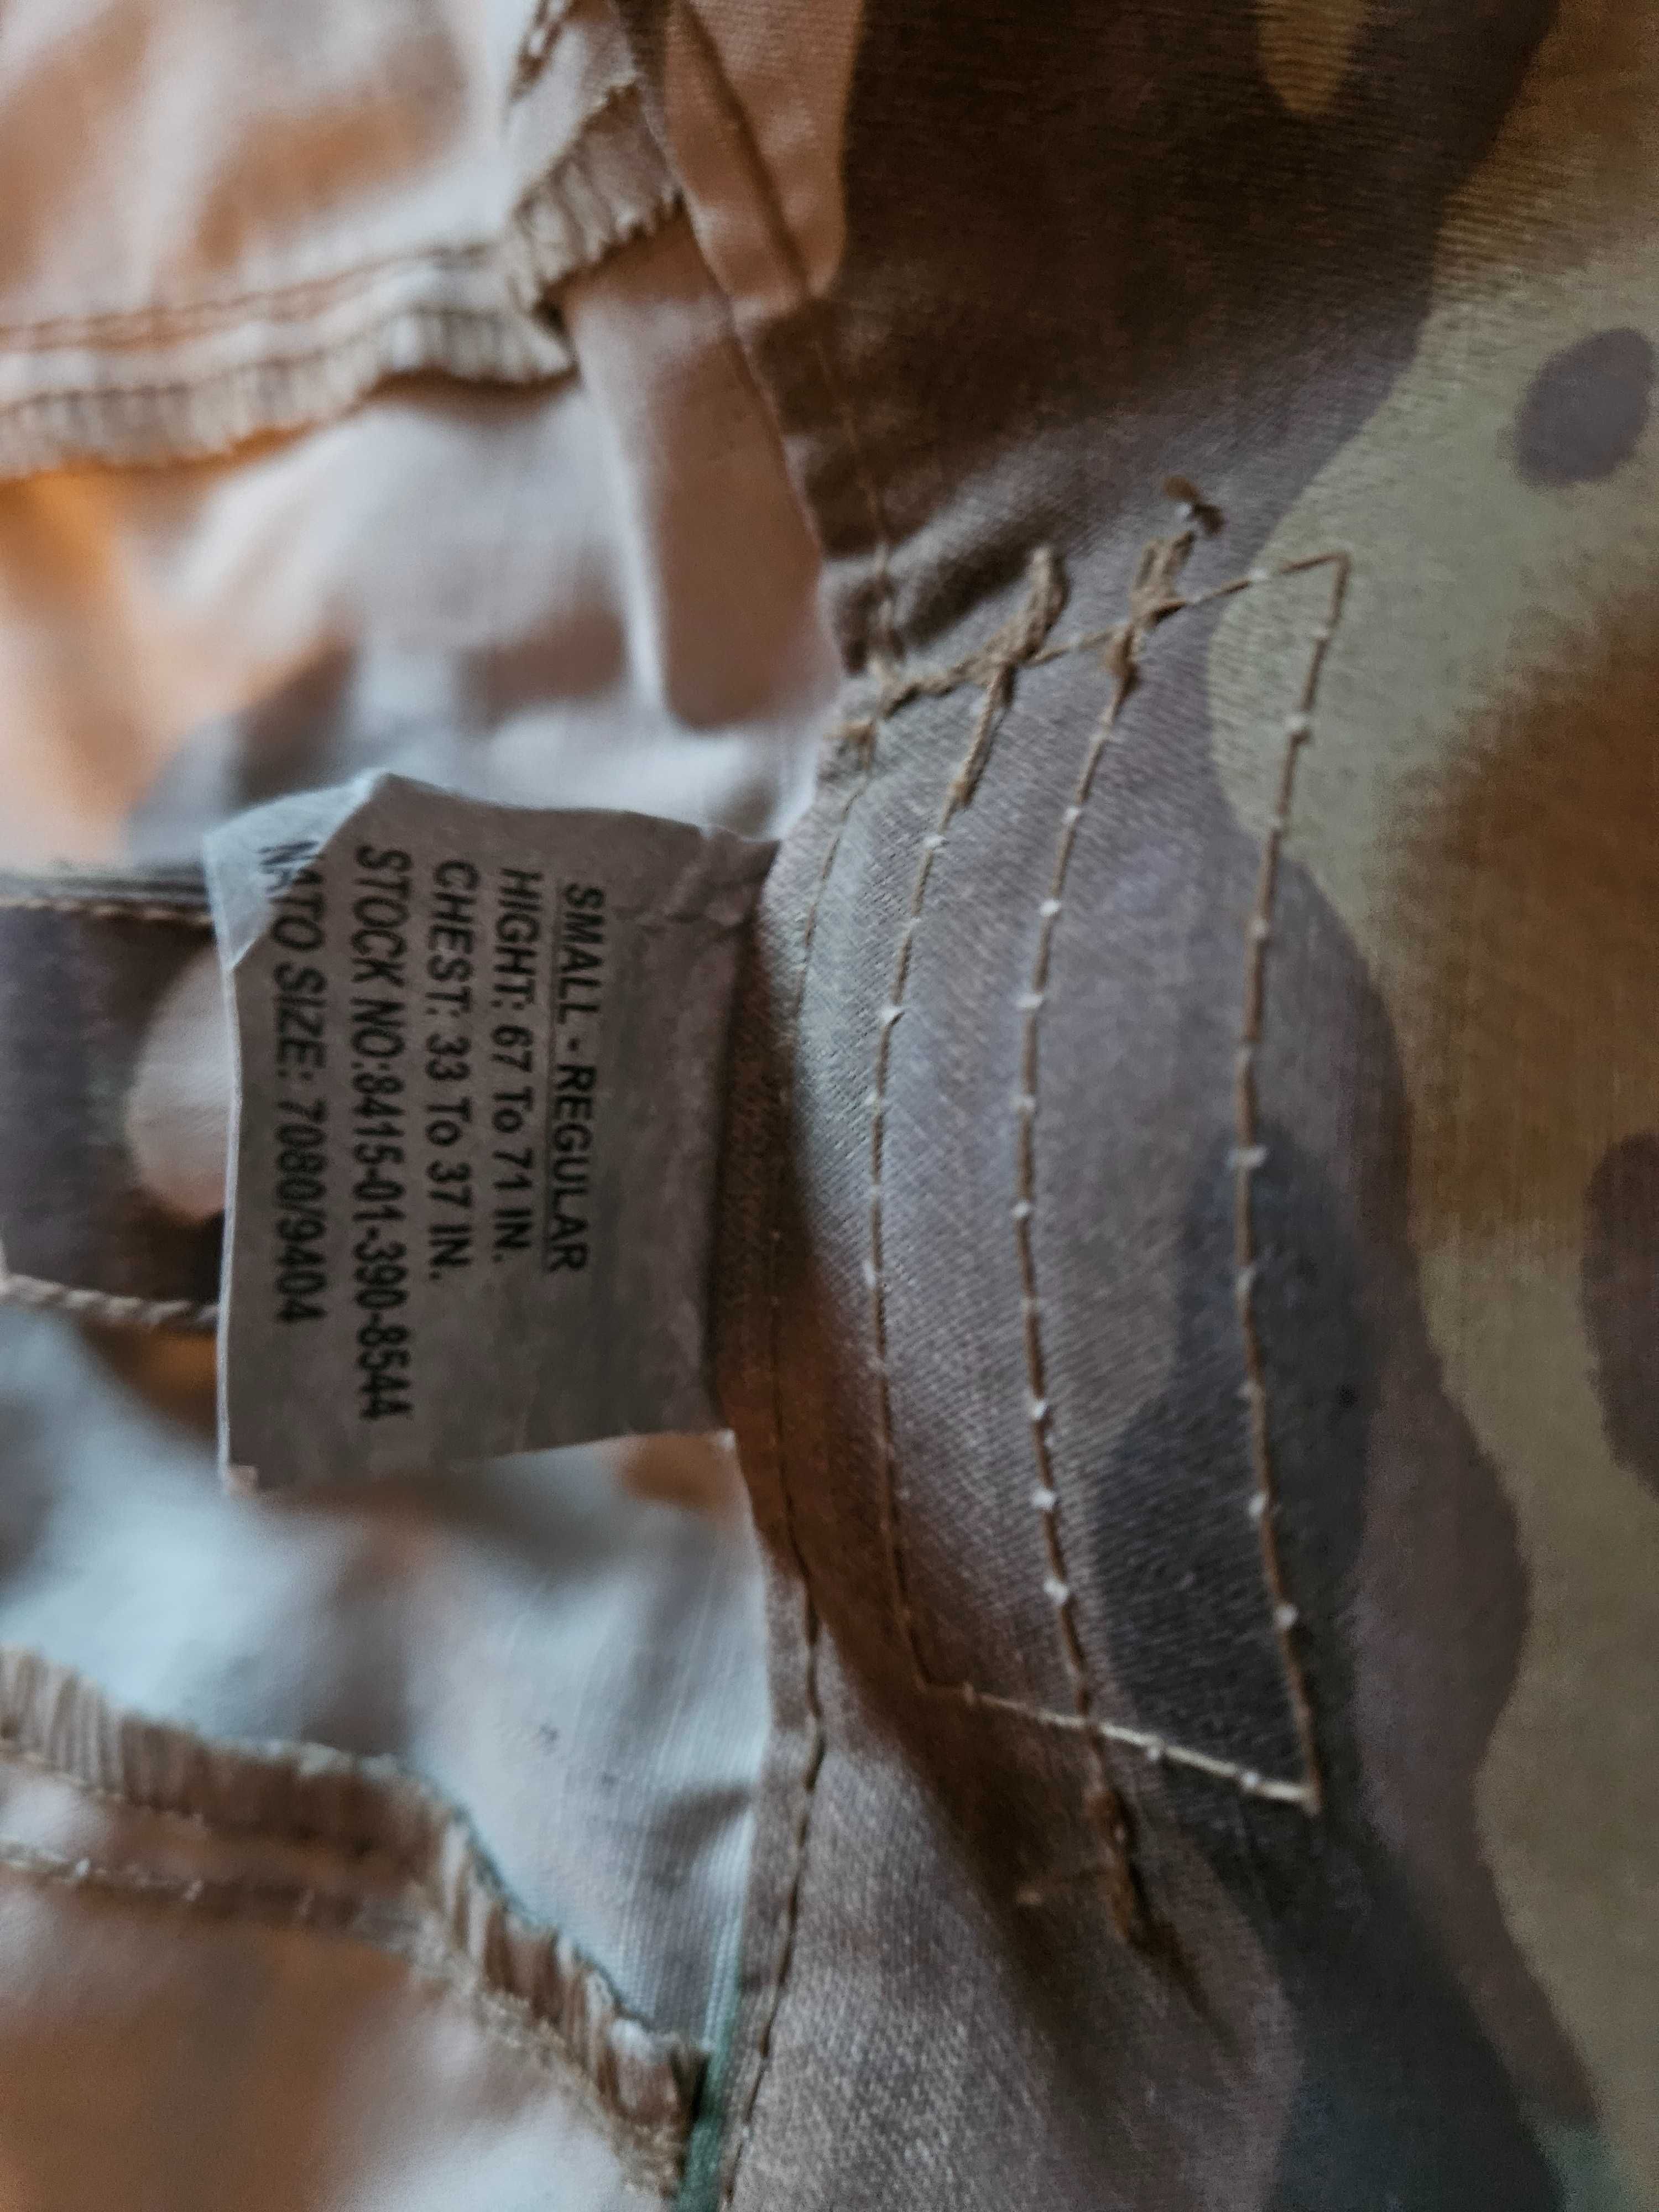 SMALL - REGULAR
HIGHT: 67 To 71 IN.
CHEST: 33 To 37 IN.
STOCK NO:8415-01-390-8544
NATO SIZE: 7080/9404